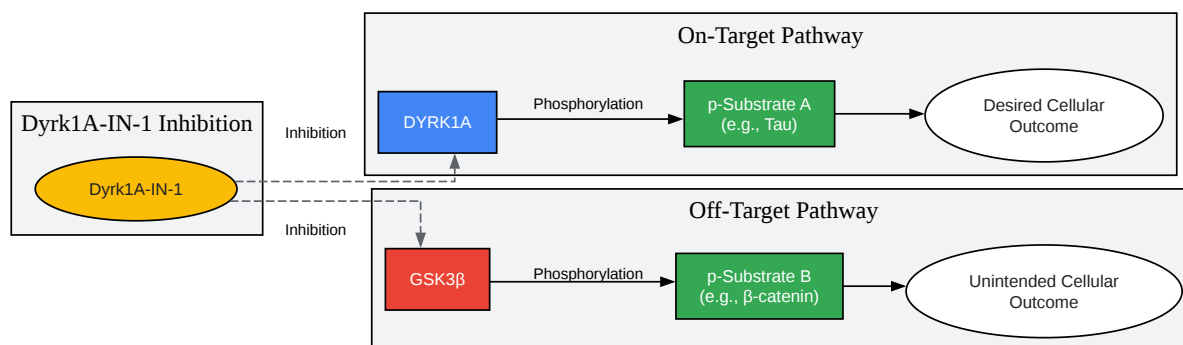 On-Target Pathway
DYRK1A
Phosphorylation
p-Substrate A
(e.g., Tau)
Desired Cellular
Outcome
Dyrk1A-IN-1 Inhibition
Dyrk1A-IN-1
Inhibition
Inhibition
Off-Target Pathway
GSK3β
Phosphorylation
p-Substrate B
(e.g., β-catenin)
Unintended Cellular
Outcome